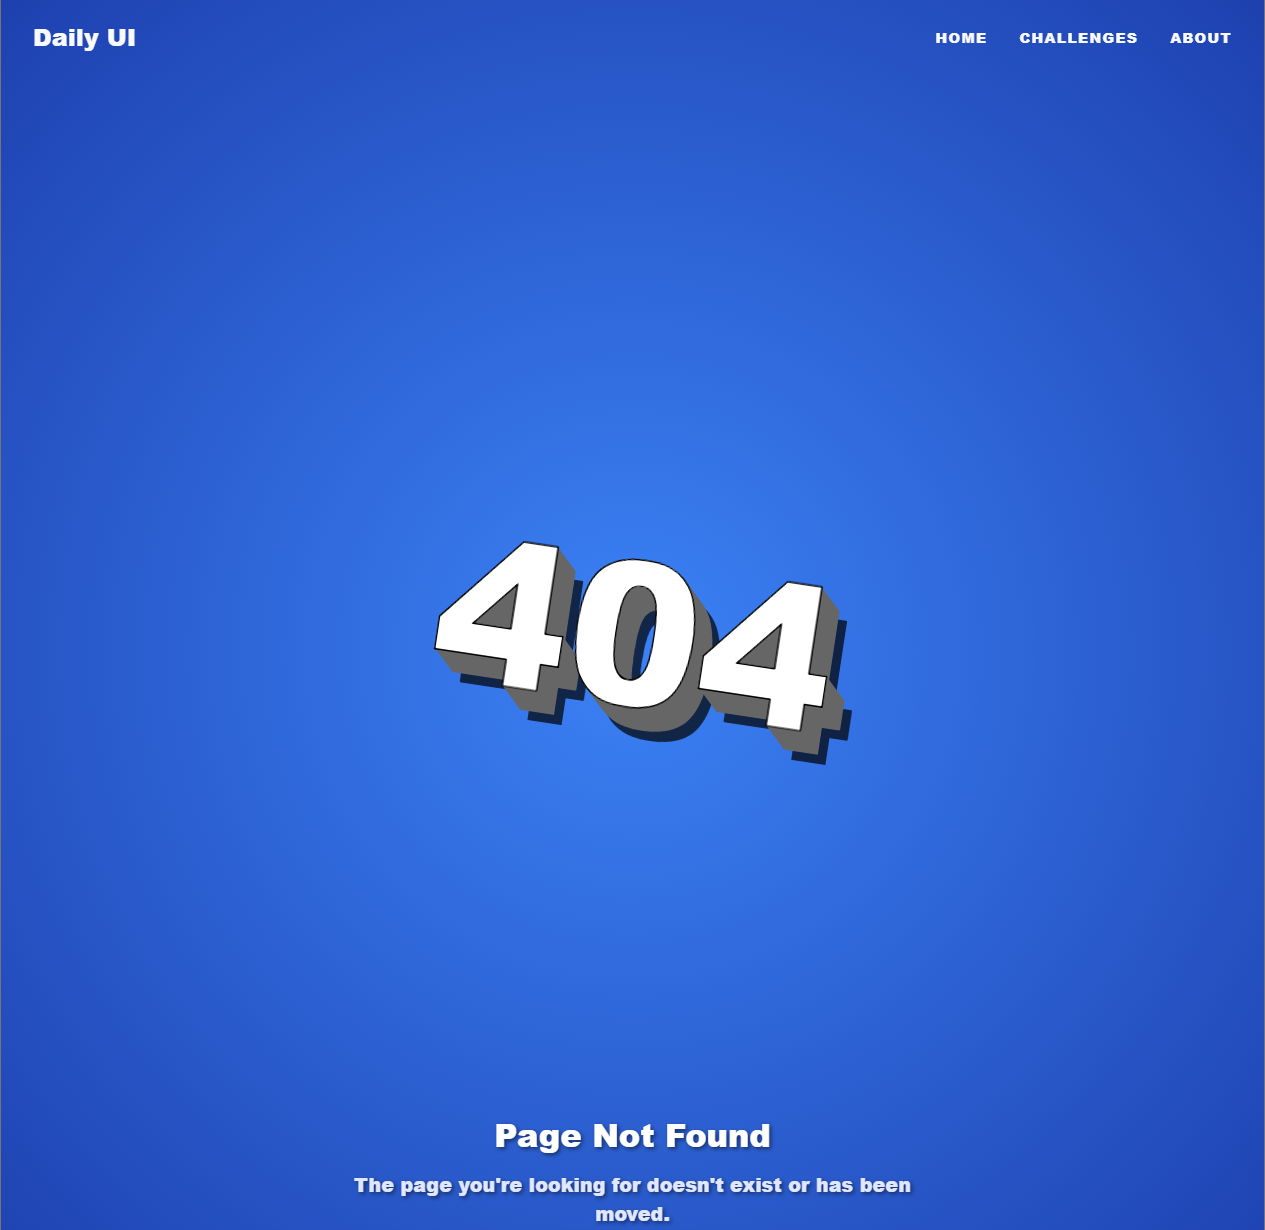 Daily UI
HOME CHALLENGES ABOUT
404
Page Not Found
The page you're looking for doesn't exist or has been
moved.